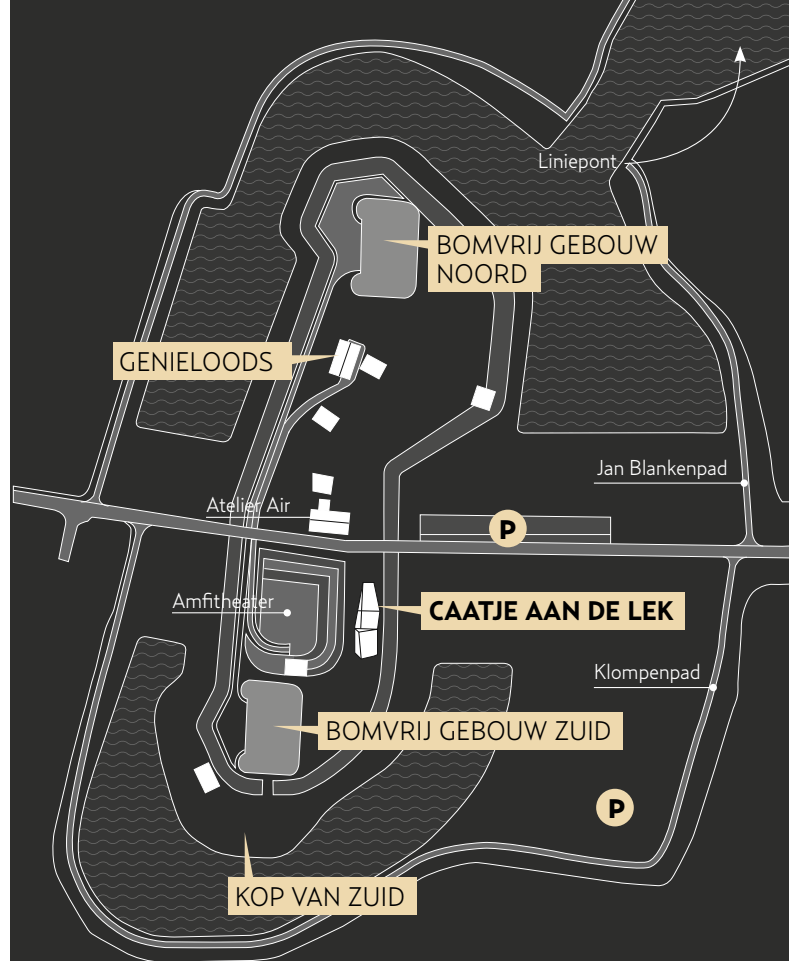 Liniepont
BOMVRIJ GEBOUW
NOORD
GENIELOODS
Jan Blankenpad
Atelier Air
P
Amfitheater
CAATJE AAN DE LEK
Klompenpad
BOMVRIJ GEBOUW ZUID
P
KOP VAN ZUID